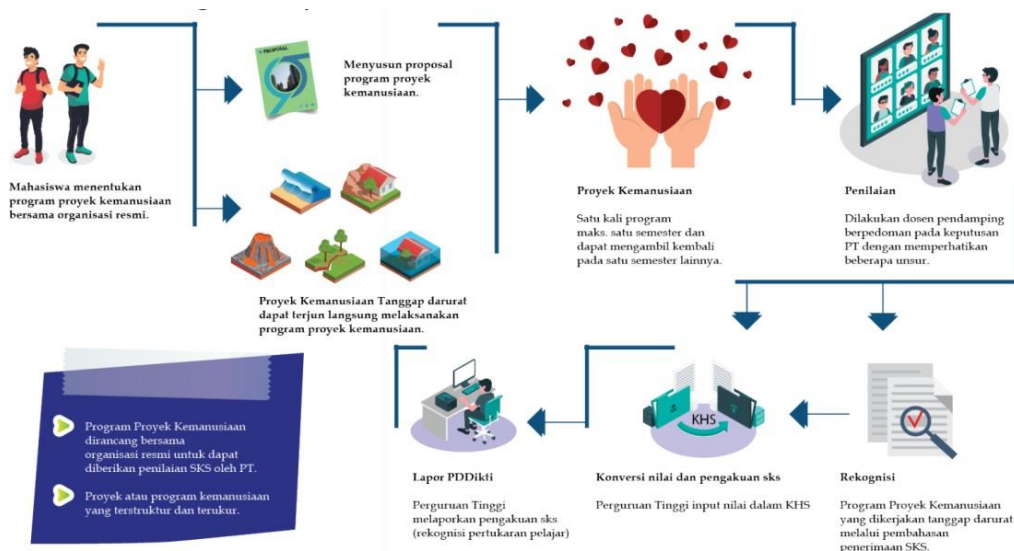 PROPOSAL
Menyusun proposal
program proyek
kemanusiaan.
Mahasiswa menentukan
program proyek kemanusiaan
bersama organisasi resmi.
Proyek Kemanusiaan Tanggap darurat
dapat terjun langsung melaksanakan
program proyek kemanusiaan.
Proyek Kemanusiaan
Satu kali program
maks. satu semester dan
dapat mengambil kembali
pada satu semester lainnya.
Penilaian
Dilakukan dosen pendamping
berpedoman pada keputusan
PT dengan memperhatikan
beberapa unsur.
Rekognisi
Program Proyek Kemanusiaan
yang dikerjakan tanggap darurat
melalui pembahasan
penerimaan SKS.
KHS
Konversi nilai dan pengakuan sks
Perguruan Tinggi input nilai dalam KHS
Lapor PDDikti
Perguruan Tinggi
melaporkan pengakuan sks
(rekognisi pertukaran pelajar)
Program Proyek Kemanusiaan
dirancang bersama
organisasi resmi untuk dapat
diberikan penilaian SKS oleh PT.
Proyek atau program kemanusiaan
yang terstruktur dan terukur.